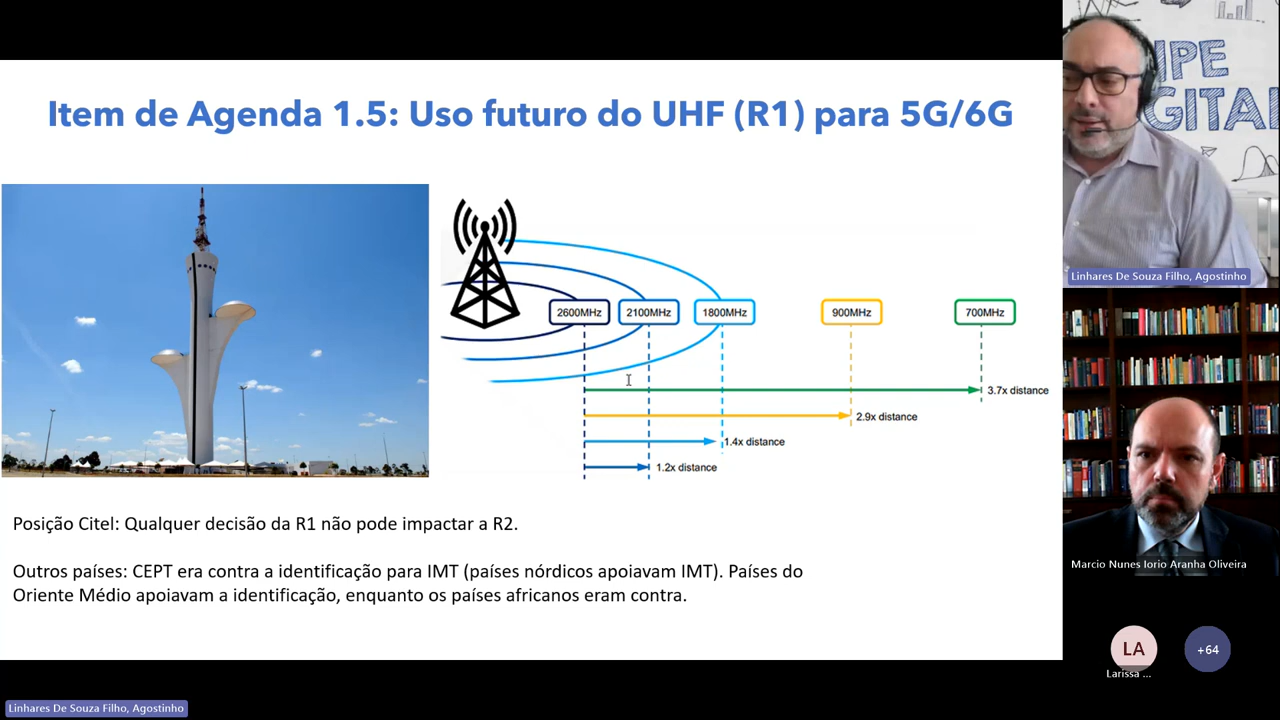 Item de Agenda 1.5: Uso futuro do UHF (R1) para 5G/6G
2600MHz
2100MHz
1800MHz
900MHz
700MHz
3.7x distance
2.9x distance
1.4x distance
1.2x distance
Posição Citel: Qualquer decisão da R1 não pode impactar a R2.
Outros países: CEPT era contra a identificação para IMT (países nórdicos apoiavam IMT). Países do
Oriente Médio apoiavam a identificação, enquanto os países africanos eram contra.
Linhares De Souza Filho, Agostinho
Marcio Nunes Iorio Aranha Oliveira
LA
+64
Larissa ...
Linhares De Souza Filho, Agostinho